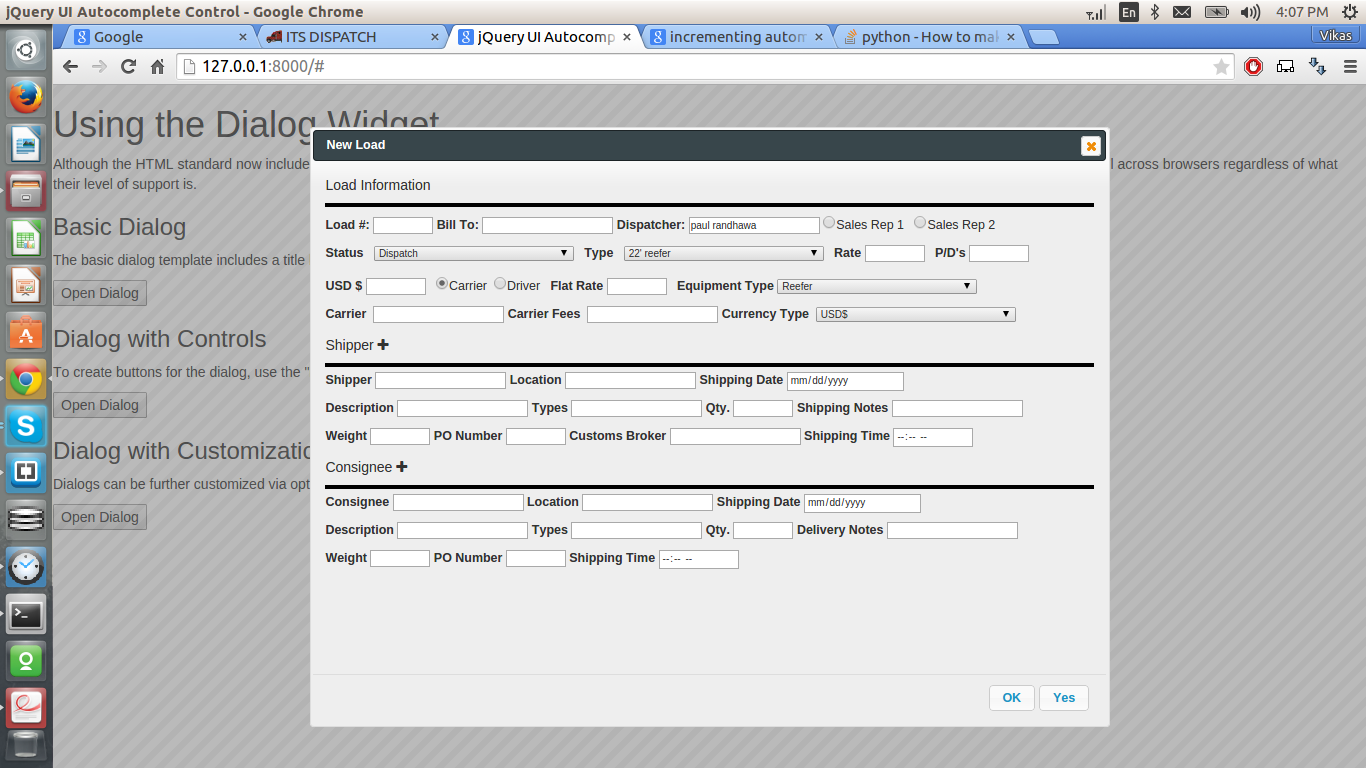 jQuery UI Autocomplete Control - Google Chrome
En
4:07 PM
Google
ITS DISPATCH
jQuery UI Autocomp
incrementing autom
python - How to mak
Vikas
127.0.0.1:8000/#
Using the Dialog Widget
Although the HTML standard now include
l across browsers regardless of what
their level of support is.
Basic Dialog
The basic dialog template includes a title
Open Dialog
Dialog with Controls
To create buttons for the dialog, use the "
Open Dialog
Dialog with Customizatio
Dialogs can be further customized via opt
Open Dialog
New Load
Load Information
Load #: Bill To: Dispatcher: paul randhawa Sales Rep 1 Sales Rep 2
Status Dispatch Type 22' reefer Rate P/D's
USD $ Carrier Driver Flat Rate Equipment Type Reefer
Carrier Carrier Fees Currency Type USD$
Shipper +
Shipper Location Shipping Date mm/dd/yyyy
Description Types Qty. Shipping Notes
Weight PO Number Customs Broker Shipping Time --:-- --
Consignee +
Consignee Location Shipping Date mm/dd/yyyy
Description Types Qty. Delivery Notes
Weight PO Number Shipping Time --:-- --
OK Yes